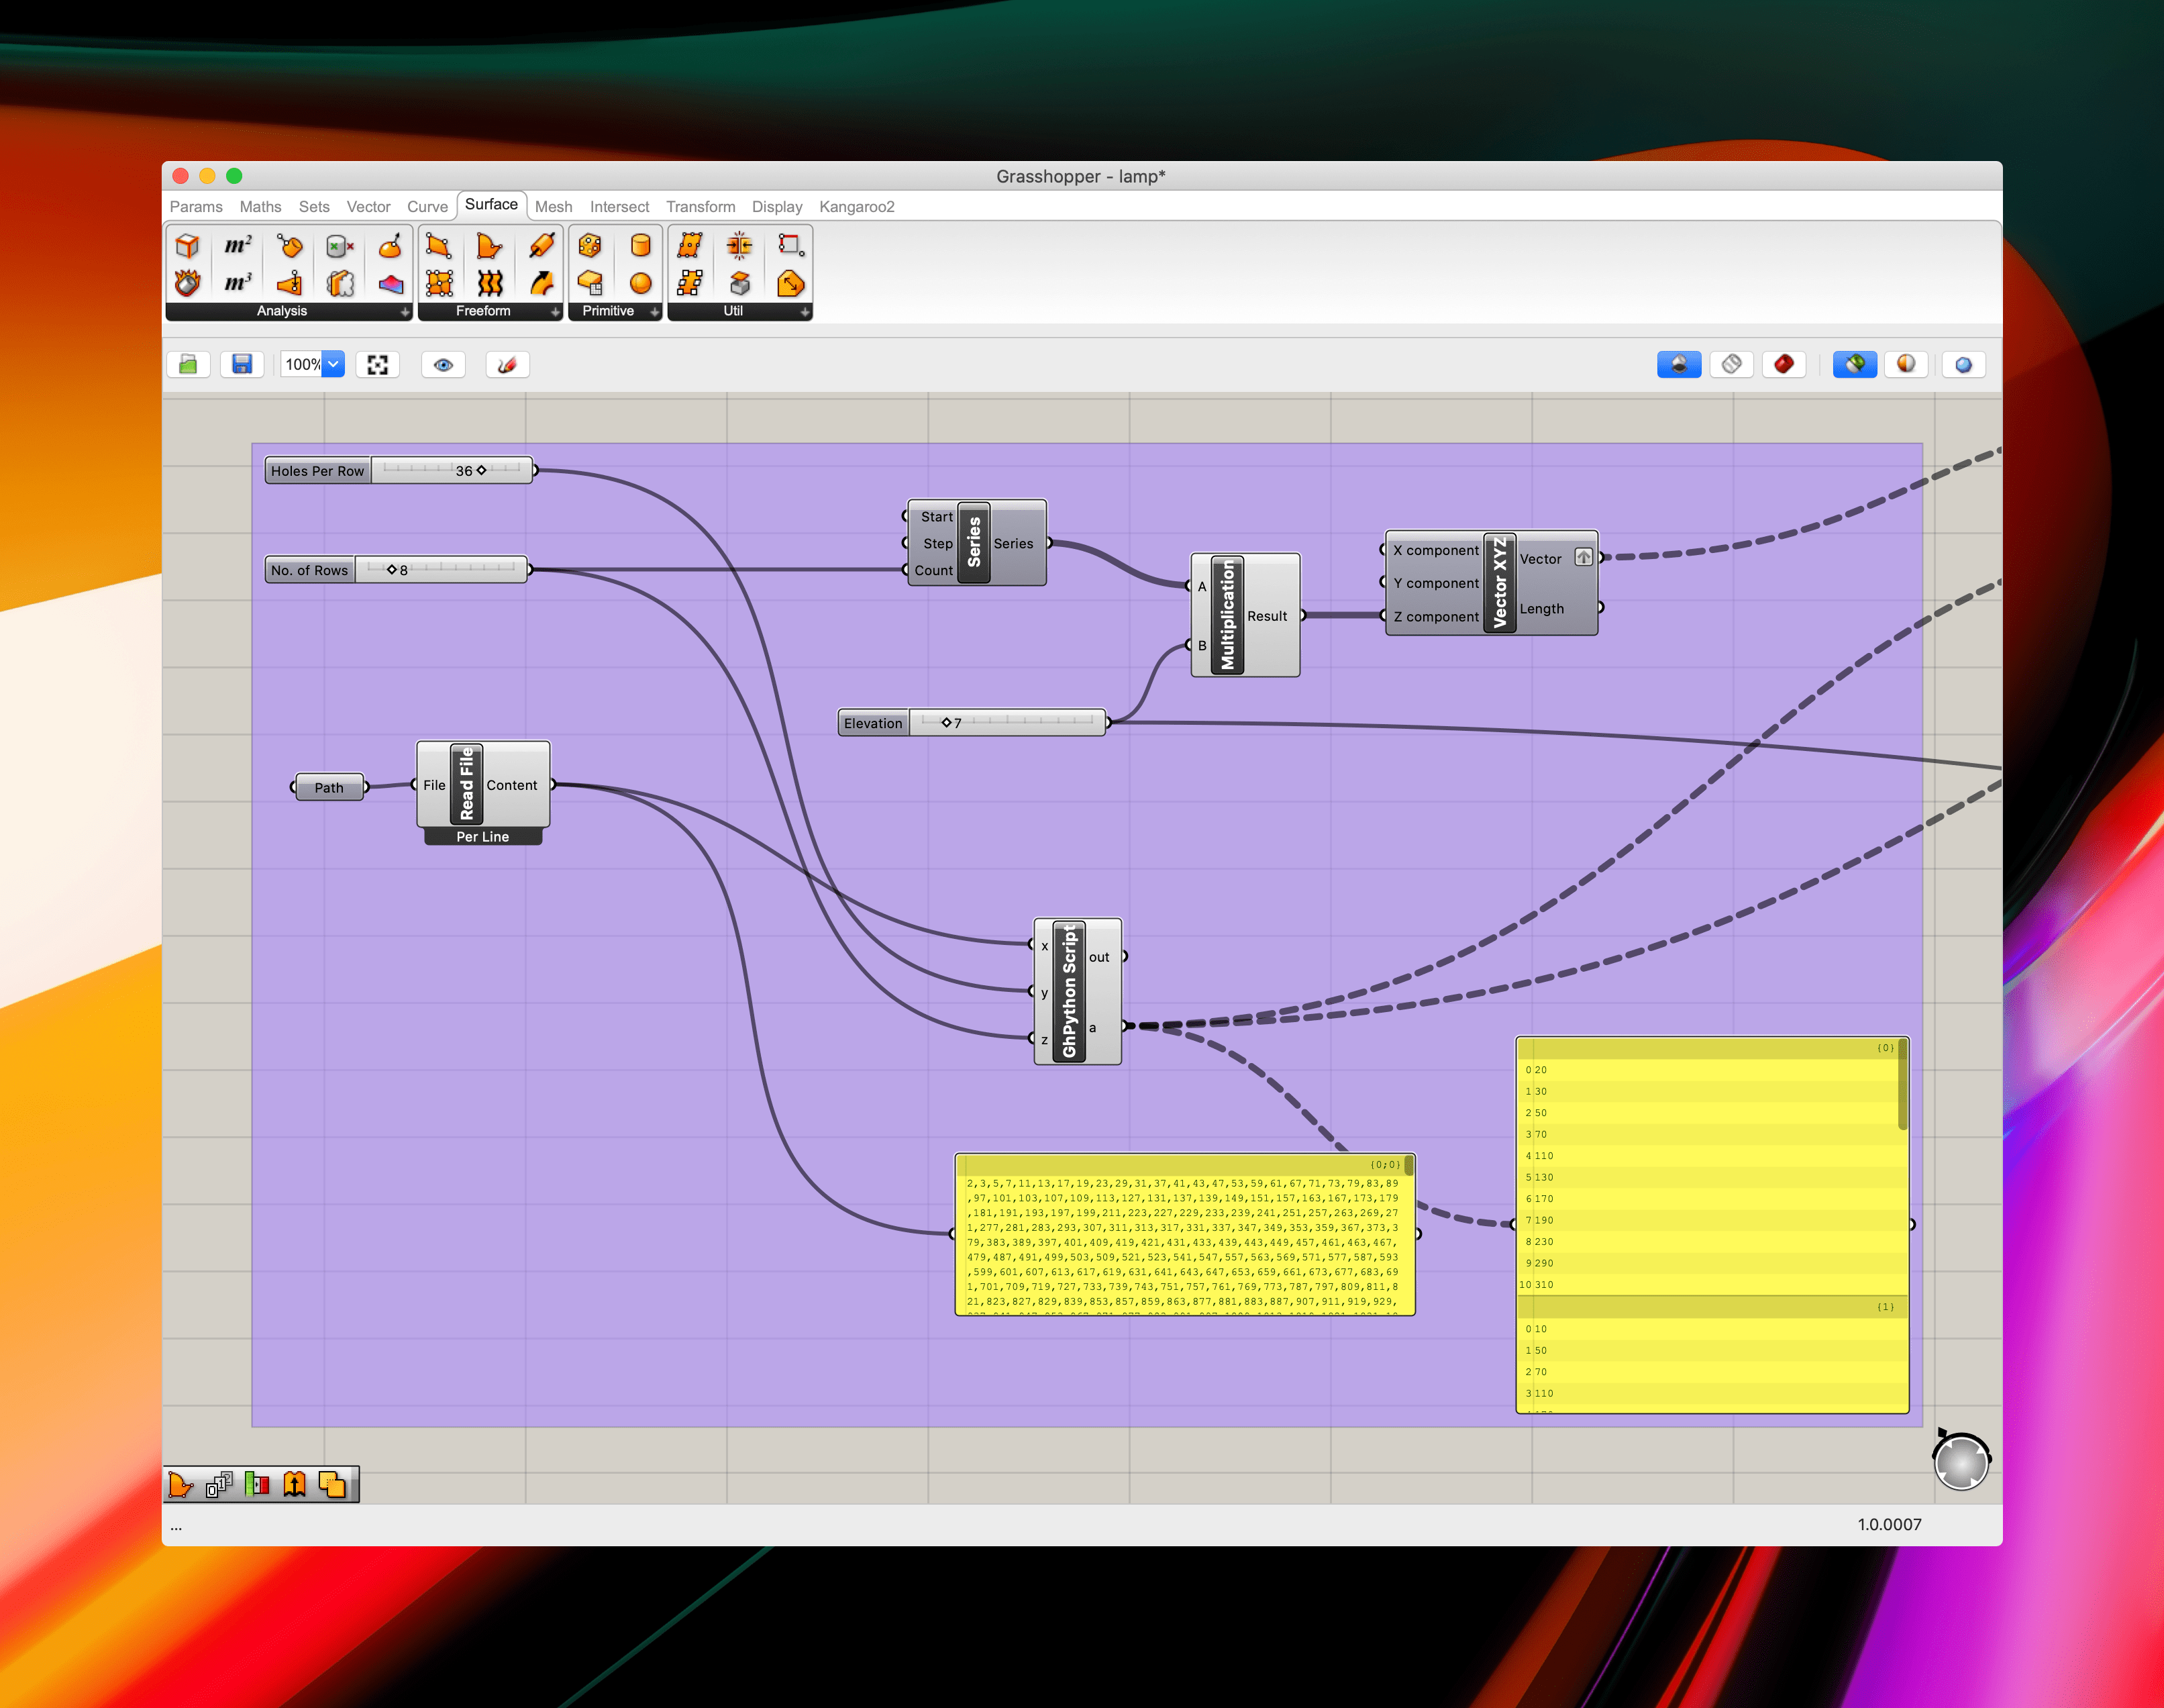 Grasshopper - lamp*
Params Maths Sets Vector Curve Surface Mesh Intersect Transform Display Kangaroo2
m²
m³
Analysis Freeform Primitive Util
100%
Holes Per Row 36
No. of Rows 8
Start
Step
Count
Series
Series
A
B
Multiplication
Result
X component
Y component
Z component
Vector XYZ
Vector
Length
Elevation 7
Path
File
Read File
Content
Per Line
x
y
z
GhPython Script
out
a
{0;0}
2,3,5,7,11,13,17,19,23,29,31,37,41,43,47,53,59,61,67,71,73,79,83,89
,97,101,103,107,109,113,127,131,137,139,149,151,157,163,167,173,179
,181,191,193,197,199,211,223,227,229,233,239,241,251,257,263,269,27
1,277,281,283,293,307,311,313,317,331,337,347,349,353,359,367,373,3
79,383,389,397,401,409,419,421,431,433,439,443,449,457,461,463,467,
479,487,491,499,503,509,521,523,541,547,557,563,569,571,577,587,593
,599,601,607,613,617,619,631,641,643,647,653,659,661,673,677,683,69
1,701,709,719,727,733,739,743,751,757,761,769,773,787,797,809,811,8
21,823,827,829,839,853,857,859,863,877,881,883,887,907,911,919,929,
{0}
0 20
1 30
2 50
3 70
4 110
5 130
6 170
7 190
8 230
9 290
10 310
{1}
0 10
1 50
2 70
3 110
...
1.0.0007